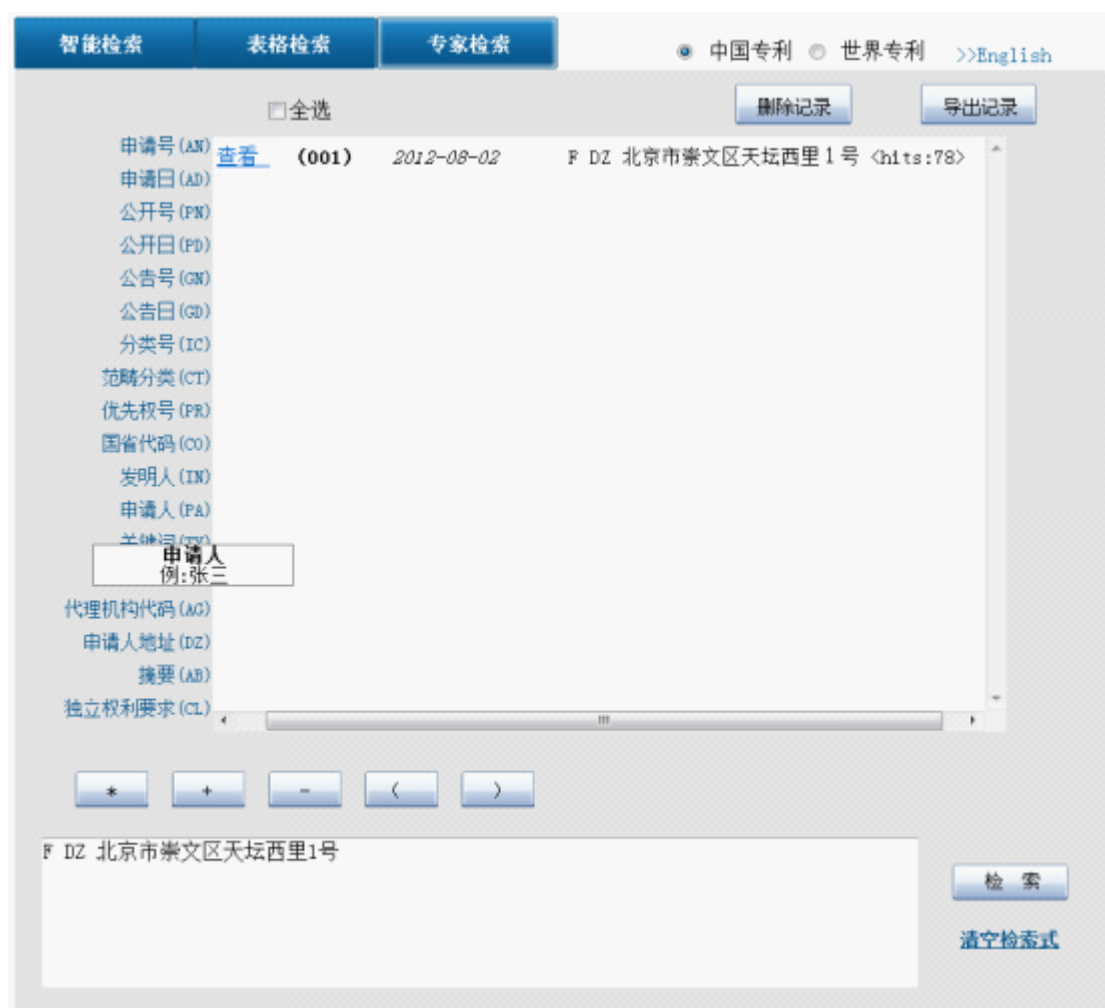 智能检索 表格检索 专家检索 中国专利 世界专利 >>English
全选 删除记录 导出记录
申请号(AN)
查看 (001) 2012-08-02 F DZ 北京市崇文区天坛西里1号 <hits:78>
申请日(AD)
公开号(PN)
公开日(PD)
公告号(GN)
公告日(GD)
分类号(IC)
范畴分类(CT)
优先权号(PR)
国省代码(CO)
发明人(IN)
申请人(PA)
关键词(TX)
申请人
例:张三
代理机构代码(AG)
申请人地址(DZ)
摘要(AB)
独立权利要求(CL)
* + - ( )
F DZ 北京市崇文区天坛西里1号
检 索
清空检索式